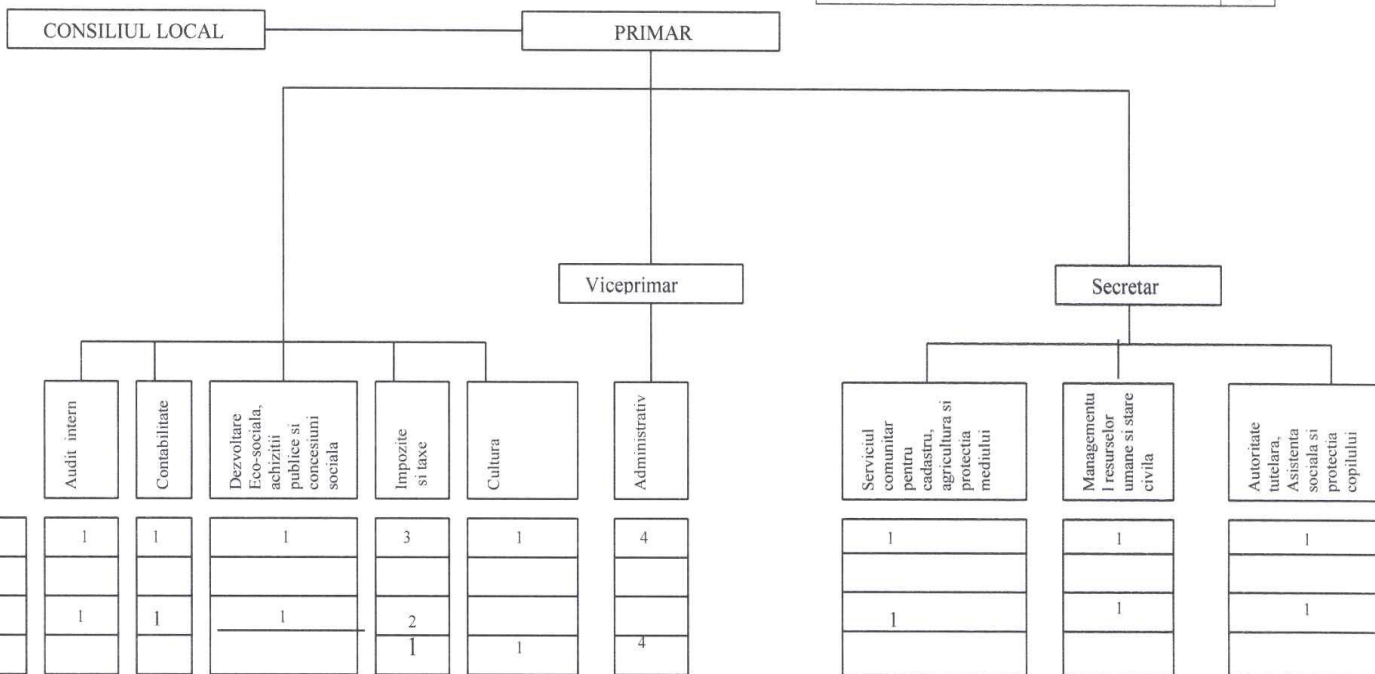 CONSILIUL LOCAL
PRIMAR
Viceprimar
Secretar
Audit intern
Contabilitate
Dezvoltare
Eco-sociala,
achizitii
publice si
concesiuni
sociala
Impozite
si taxe
Cultura
Administrativ
Serviciul
comunitar
pentru
cadastru,
agricultura si
protectia
mediului
Managementu
l resurselor
umane si stare
civila
Autoritate
tutelara,
Asistenta
sociala si
protectia
copilului
1 1 1 3 1 4 1 1 1
1 1 1 2 1 1 1
1 1 4